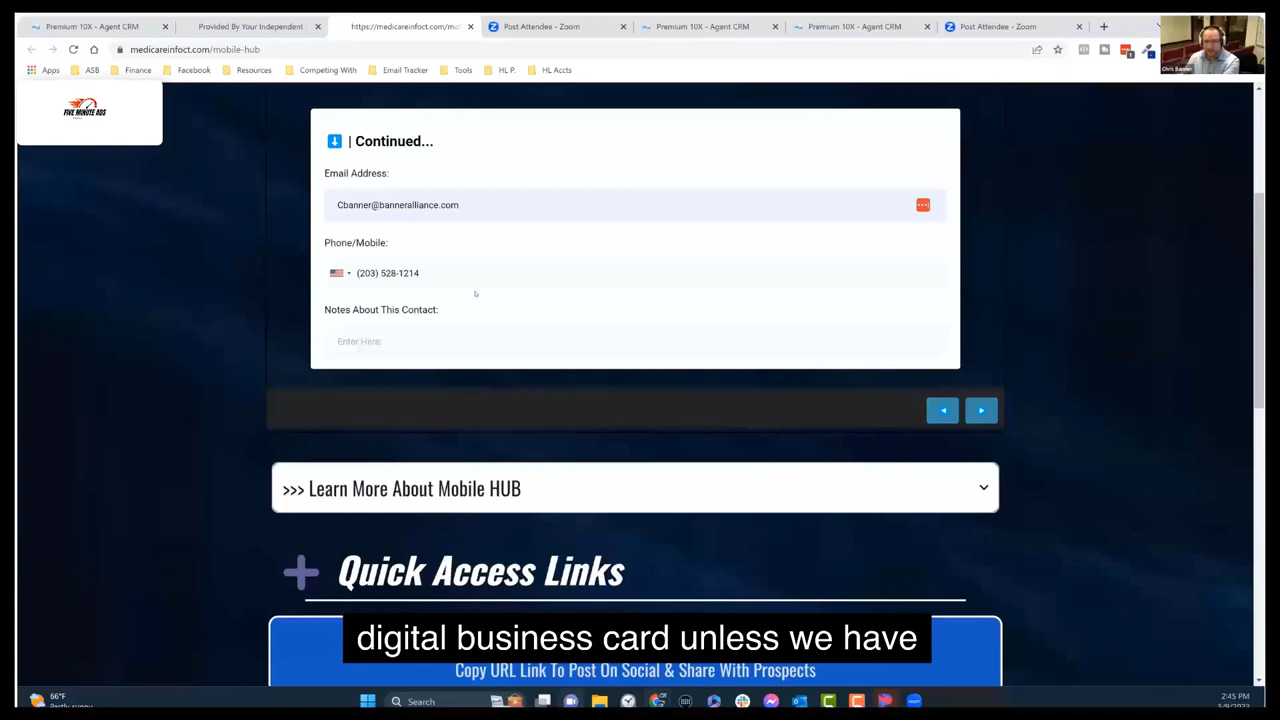 Premium 10X - Agent CRM
Provided By Your Independent
https://medicareinfoct.com/mo
Post Attendee - Zoom
Premium 10X - Agent CRM
Premium 10X - Agent CRM
Post Attendee - Zoom
medicareinfoct.com/mobile-hub
Apps
ASB
Finance
Facebook
Resources
Competing With
Email Tracker
Tools
HL P.
HL Accts
Chris Banner
FIVE MINUTE ADS
| Continued...
Email Address:
Cbanner@banneralliance.com
Phone/Mobile:
(203) 528-1214
Notes About This Contact:
Enter Here:
>>> Learn More About Mobile HUB
Quick Access Links
digital business card unless we have
Copy URL Link To Post On Social & Share With Prospects
66°F
Partly sunny
Search
2:45 PM